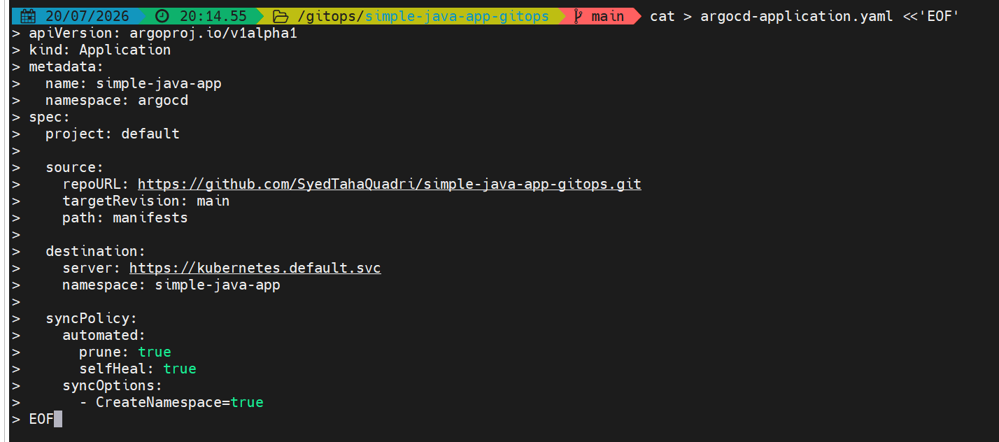 20/07/2026 20:14.55 /gitops/simple-java-app-gitops main cat > argocd-application.yaml <<'EOF'
> apiVersion: argoproj.io/v1alpha1
> kind: Application
> metadata:
>   name: simple-java-app
>   namespace: argocd
> spec:
>   project: default
>
>   source:
>     repoURL: https://github.com/SyedTahaQuadri/simple-java-app-gitops.git
>     targetRevision: main
>     path: manifests
>
>   destination:
>     server: https://kubernetes.default.svc
>     namespace: simple-java-app
>
>   syncPolicy:
>     automated:
>       prune: true
>       selfHeal: true
>     syncOptions:
>       - CreateNamespace=true
> EOF